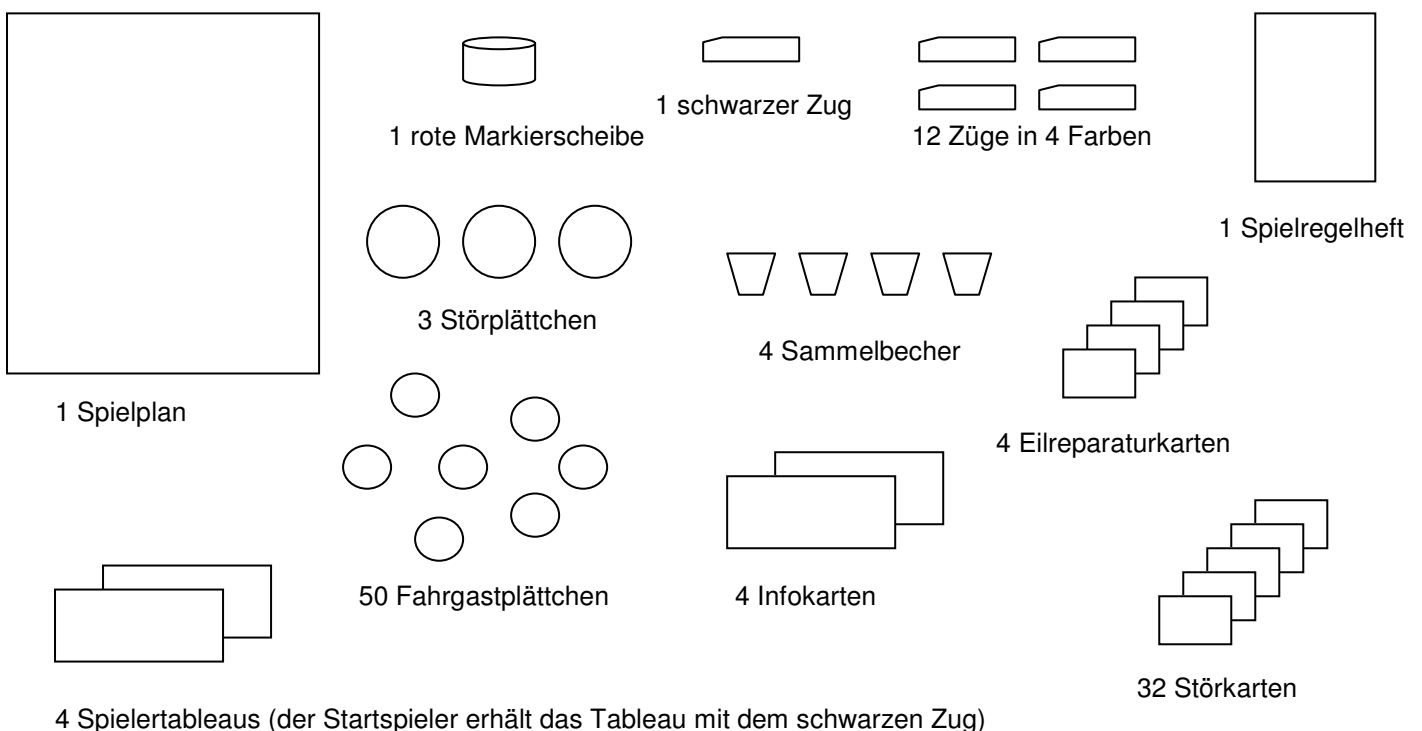 1 schwarzer Zug
1 rote Markierscheibe
12 Züge in 4 Farben
1 Spielregelheft
3 Störplättchen
4 Sammelbecher
1 Spielplan
4 Eilreparaturkarten
50 Fahrgastplättchen
4 Infokarten
32 Störkarten
4 Spielertableaus (der Startspieler erhält das Tableau mit dem schwarzen Zug)